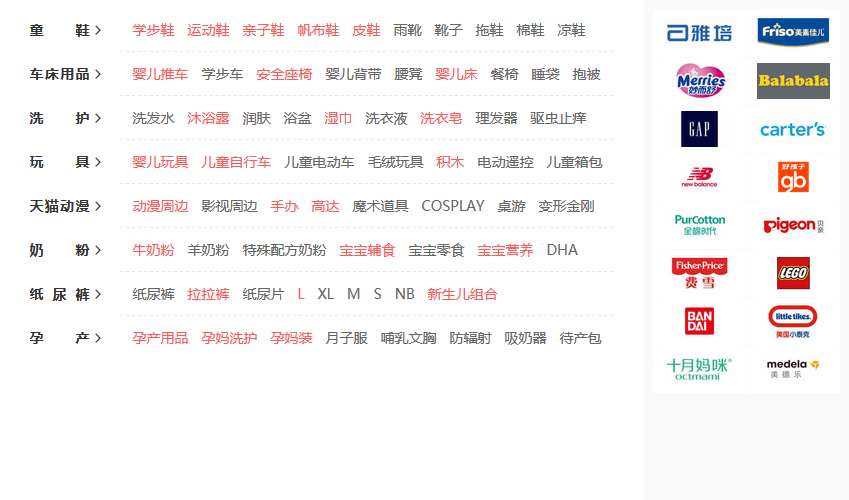 童 鞋 > 学步鞋 运动鞋 亲子鞋 帆布鞋 皮鞋 雨靴 靴子 拖鞋 棉鞋 凉鞋
车床用品 > 婴儿推车 学步车 安全座椅 婴儿背带 腰凳 婴儿床 餐椅 睡袋 抱被
洗 护 > 洗发水 沐浴露 润肤 浴盆 湿巾 洗衣液 洗衣皂 理发器 驱虫止痒
玩 具 > 婴儿玩具 儿童自行车 儿童电动车 毛绒玩具 积木 电动遥控 儿童箱包
天猫动漫 > 动漫周边 影视周边 手办 高达 魔术道具 COSPLAY 桌游 变形金刚
奶 粉 > 牛奶粉 羊奶粉 特殊配方奶粉 宝宝辅食 宝宝零食 宝宝营养 DHA
纸 尿 裤 > 纸尿裤 拉拉裤 纸尿片 L XL M S NB 新生儿组合
孕 产 > 孕产用品 孕妈洗护 孕妈装 月子服 哺乳文胸 防辐射 吸奶器 待产包
雅培
Friso 美素佳儿
Merries
妙而舒
Balabala
GAP
carter's
new balance
好孩子
gb
PurCotton
全棉时代
pigeon 贝亲
Fisher-Price
费雪
LEGO
BAN
DAI
little tikes
美国小泰克
十月妈咪®
octmami
medela
美德乐